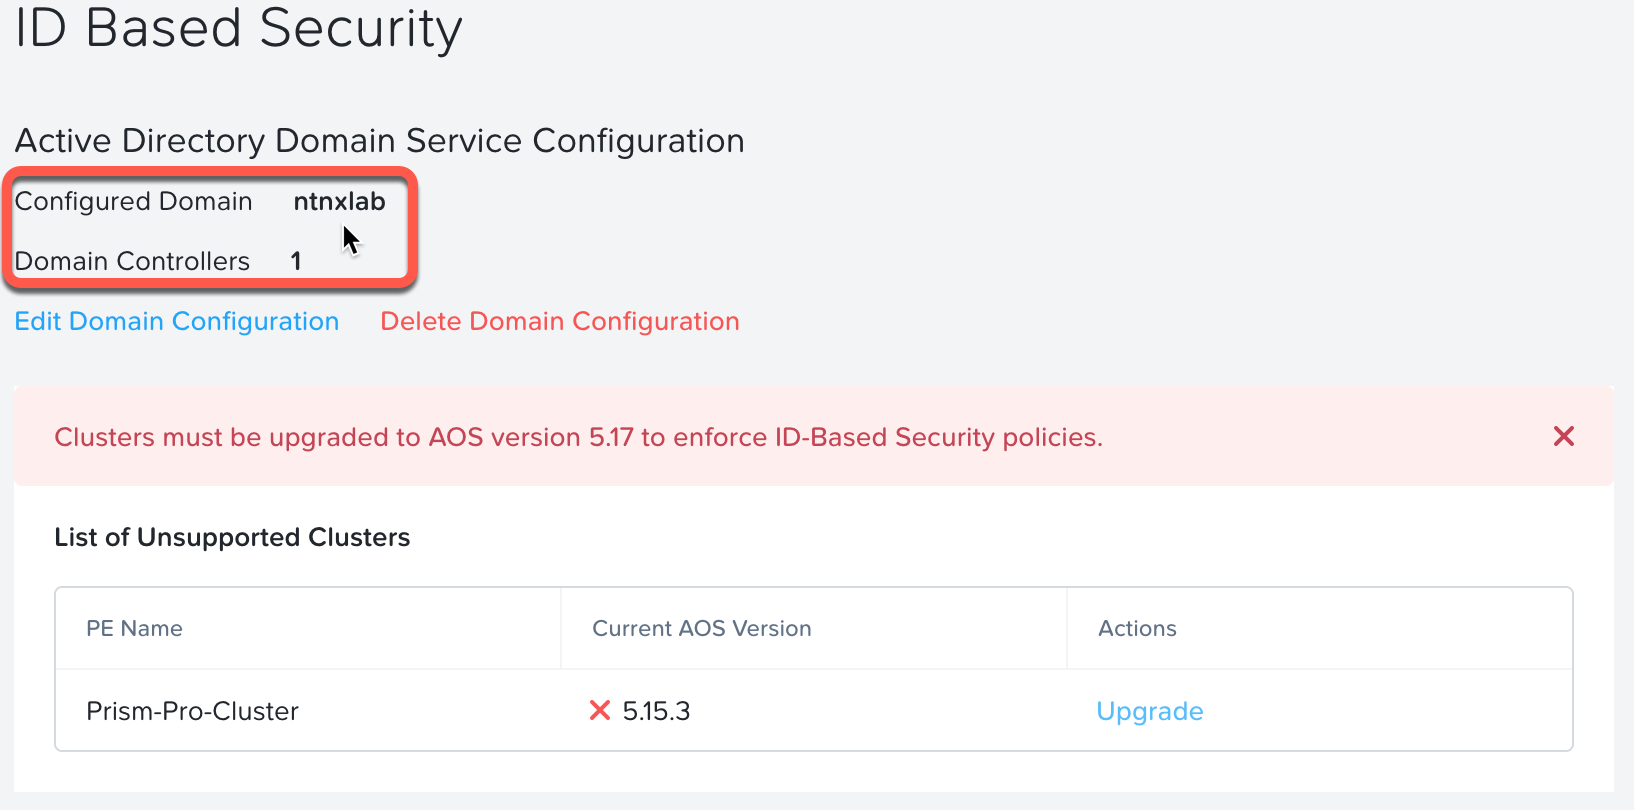 ID Based Security
Active Directory Domain Service Configuration
Configured Domain ntnxlab
Domain Controllers 1
Edit Domain Configuration Delete Domain Configuration
Clusters must be upgraded to AOS version 5.17 to enforce ID-Based Security policies.
List of Unsupported Clusters
PE Name Current AOS Version Actions
Prism-Pro-Cluster 5.15.3 Upgrade